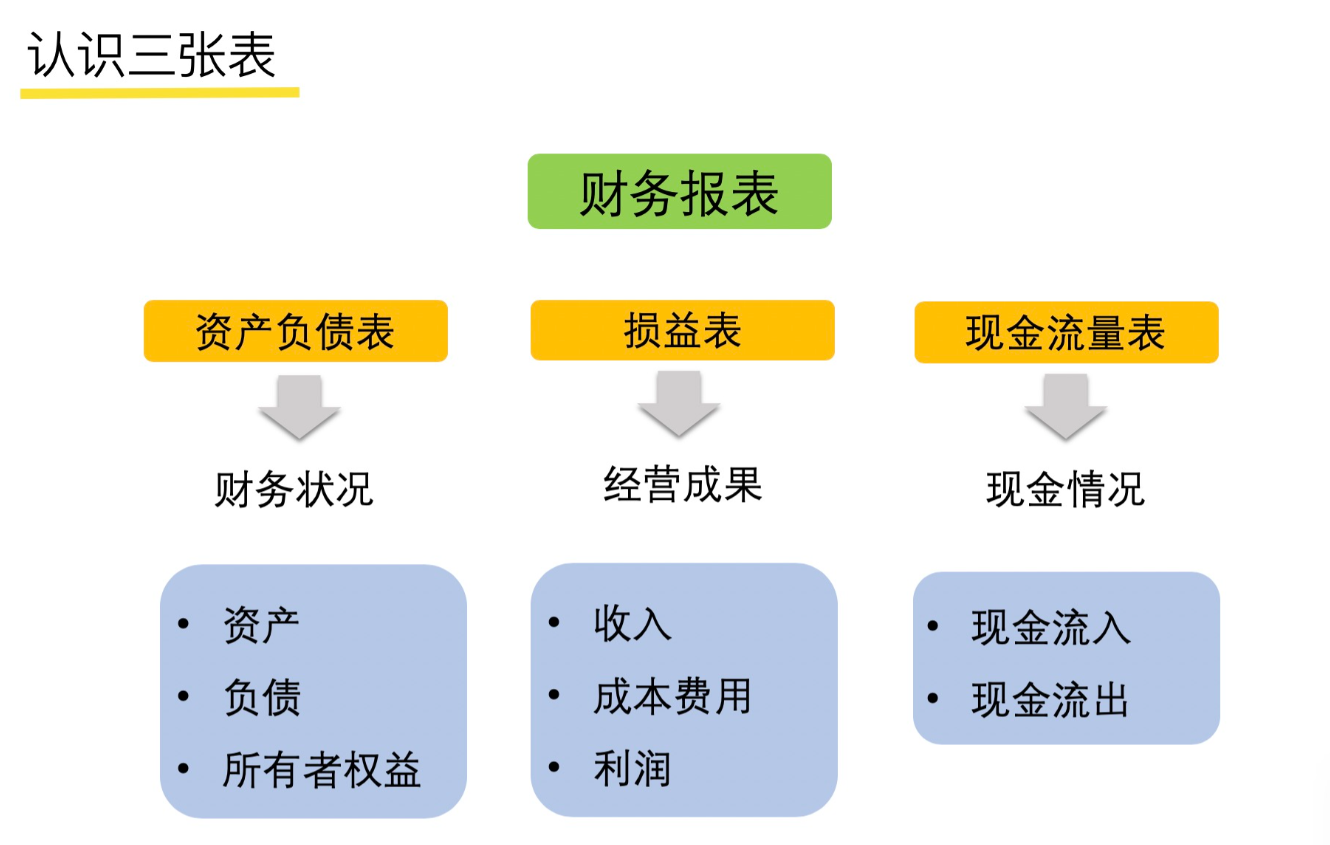 认识三张表
财务报表
资产负债表
损益表
现金流量表
财务状况
经营成果
现金情况
• 资产
• 负债
• 所有者权益
• 收入
• 成本费用
• 利润
• 现金流入
• 现金流出